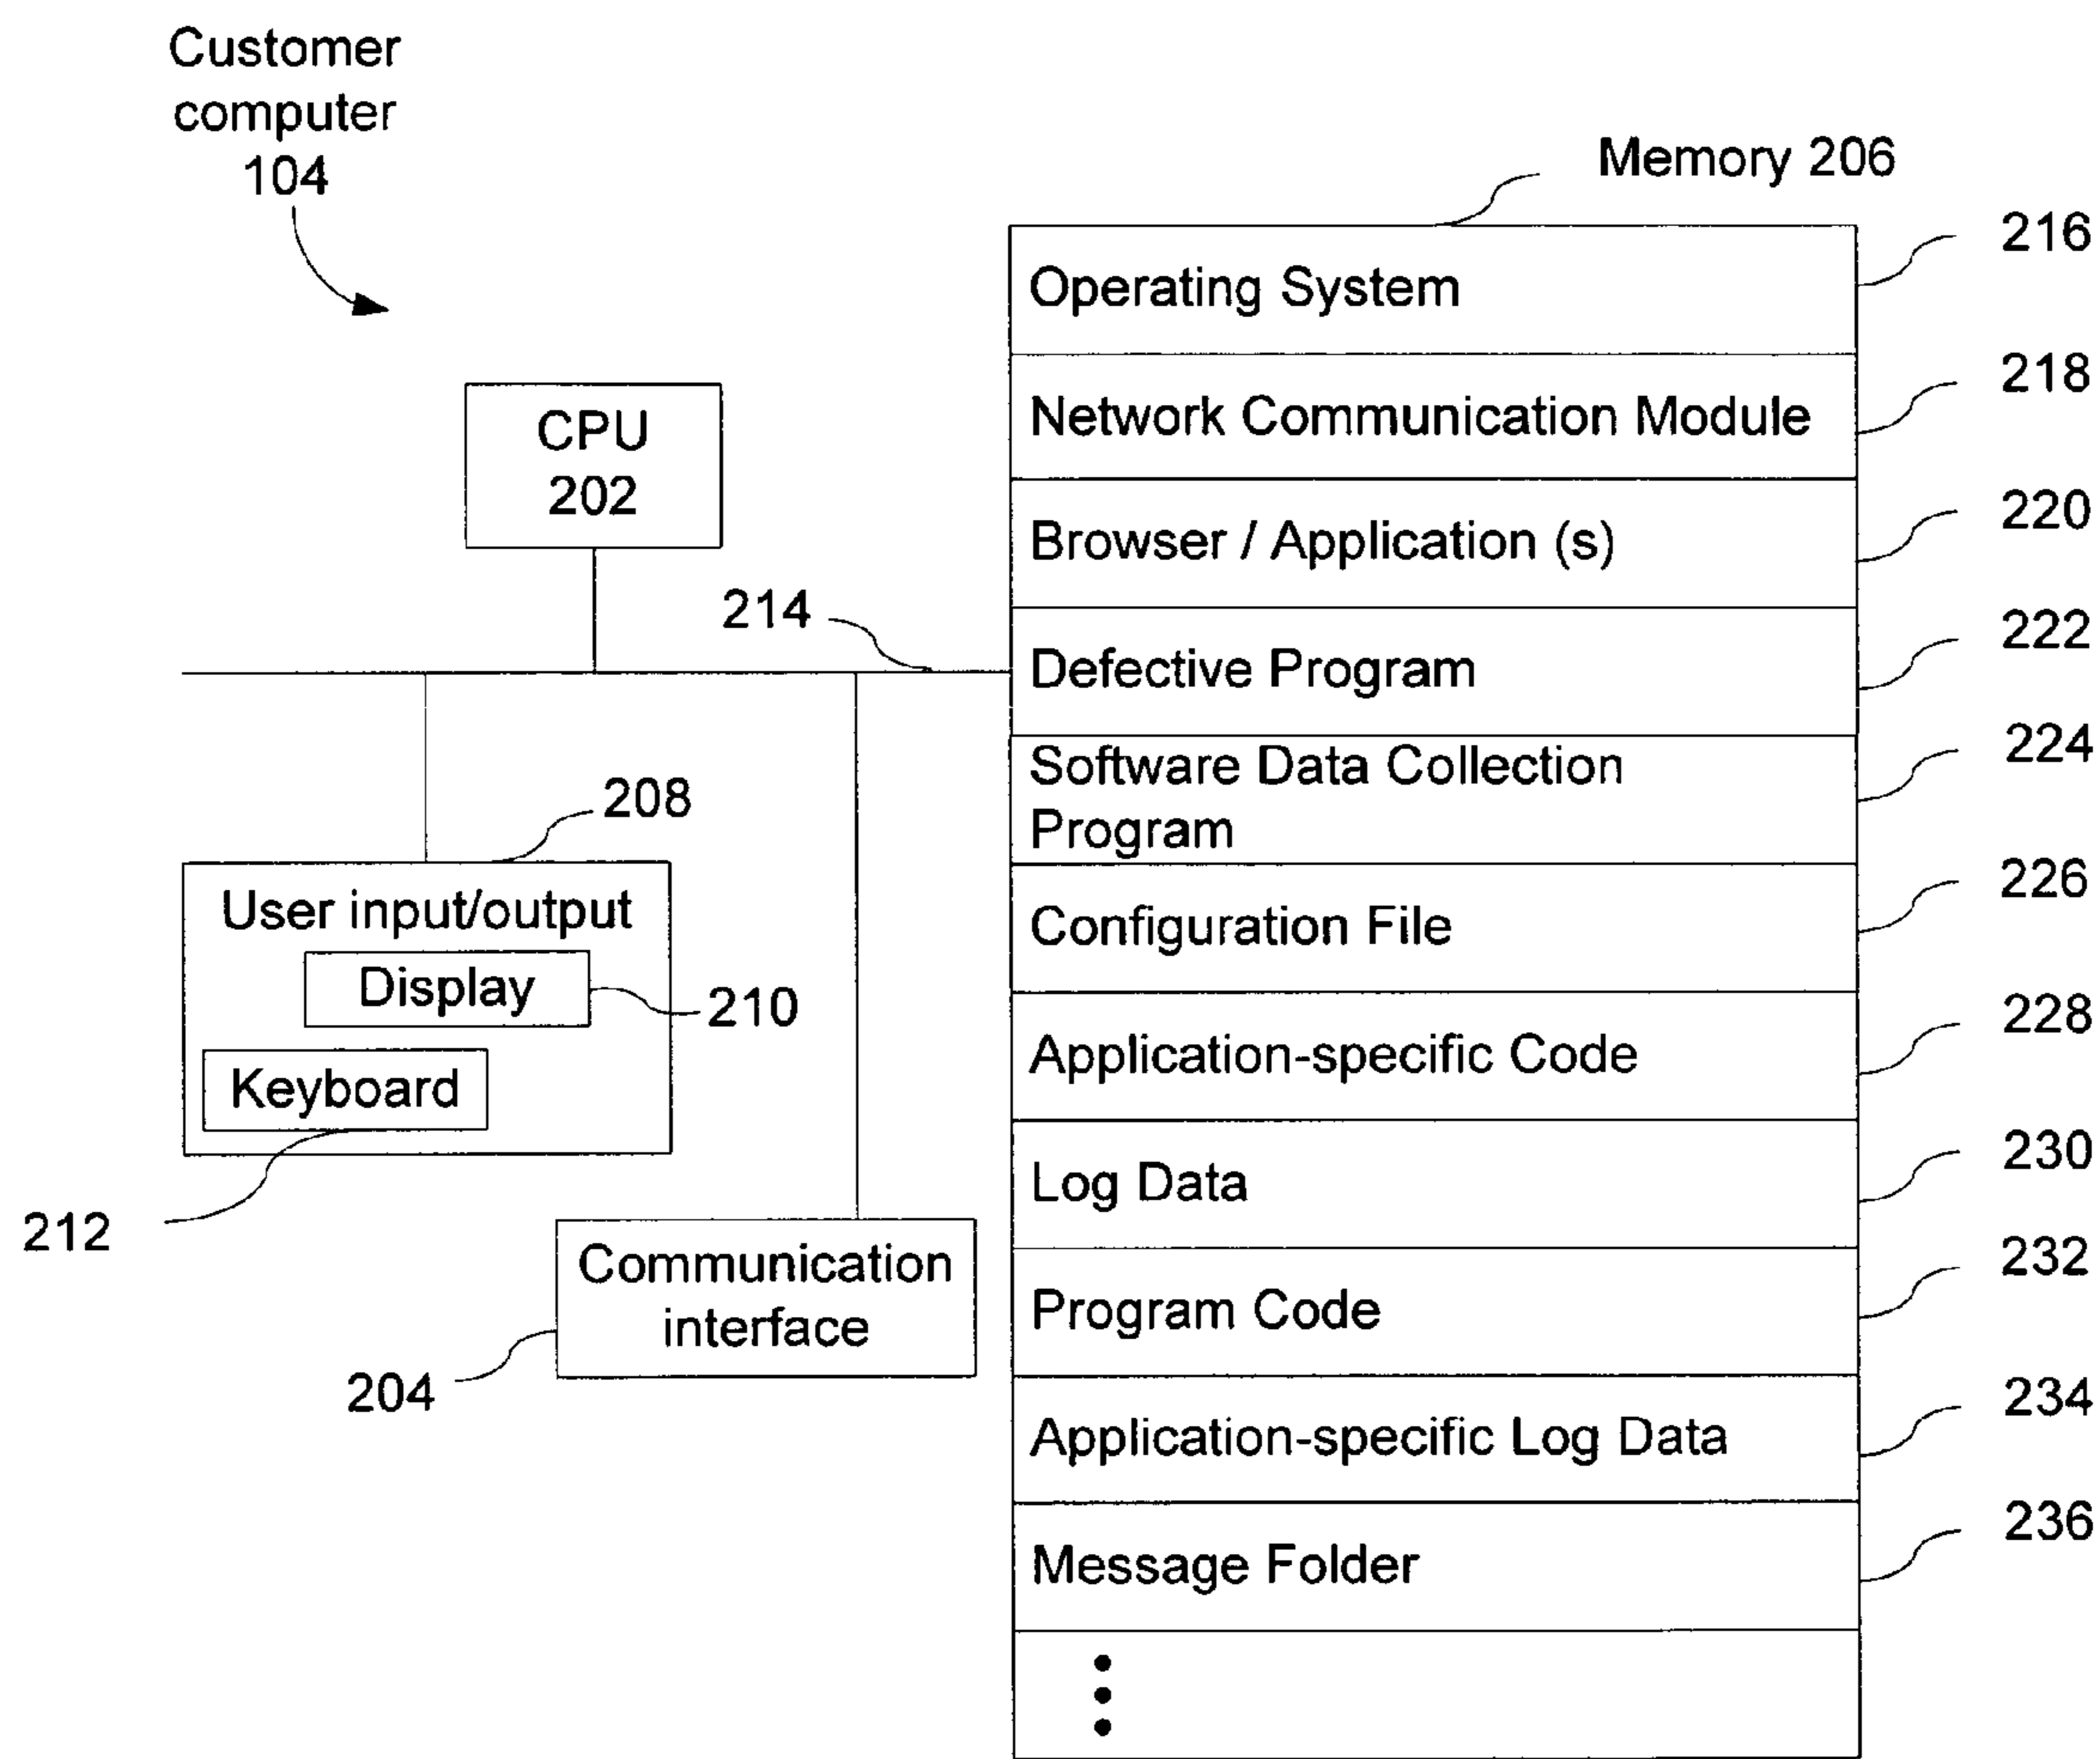 Customer
computer
104
Memory 206
216
Operating System
218
Network Communication Module
CPU
202
220
Browser / Application (s)
214
222
Defective Program
224
Software Data Collection
Program
208
226
User input/output
Configuration File
Display
210
228
Application-specific Code
Keyboard
230
Log Data
212
232
Communication
interface
Program Code
204
234
Application-specific Log Data
236
Message Folder